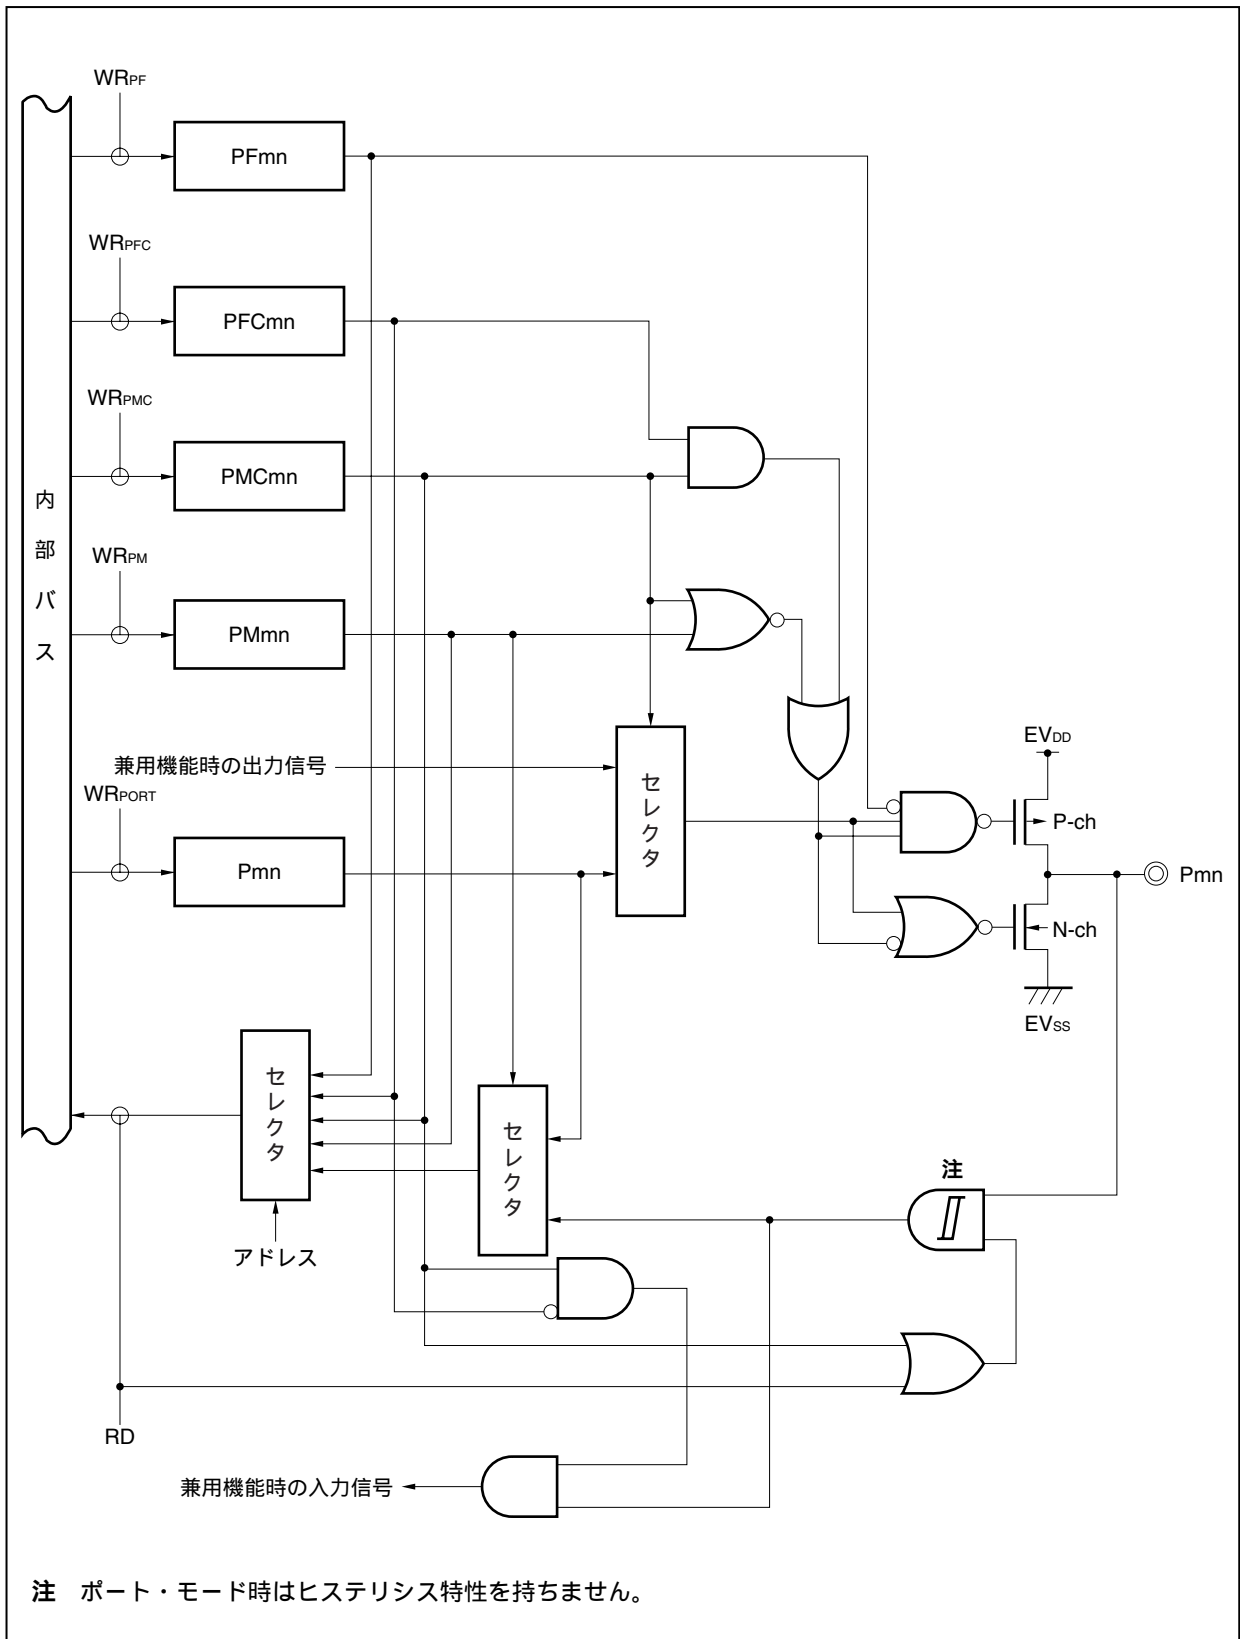 WRPF
PFmn
WRPFC
PFCmn
WRPMC
PMCmn
内部バス
WRPM
PMmn
兼用機能時の出力信号
セレクタ
EVDD
P-ch
WRPORT
Pmn
Pmn
N-ch
EVSS
セレクタ
セレクタ
注
アドレス
RD
兼用機能時の入力信号
注 ポート・モード時はヒステリシス特性を持ちません。